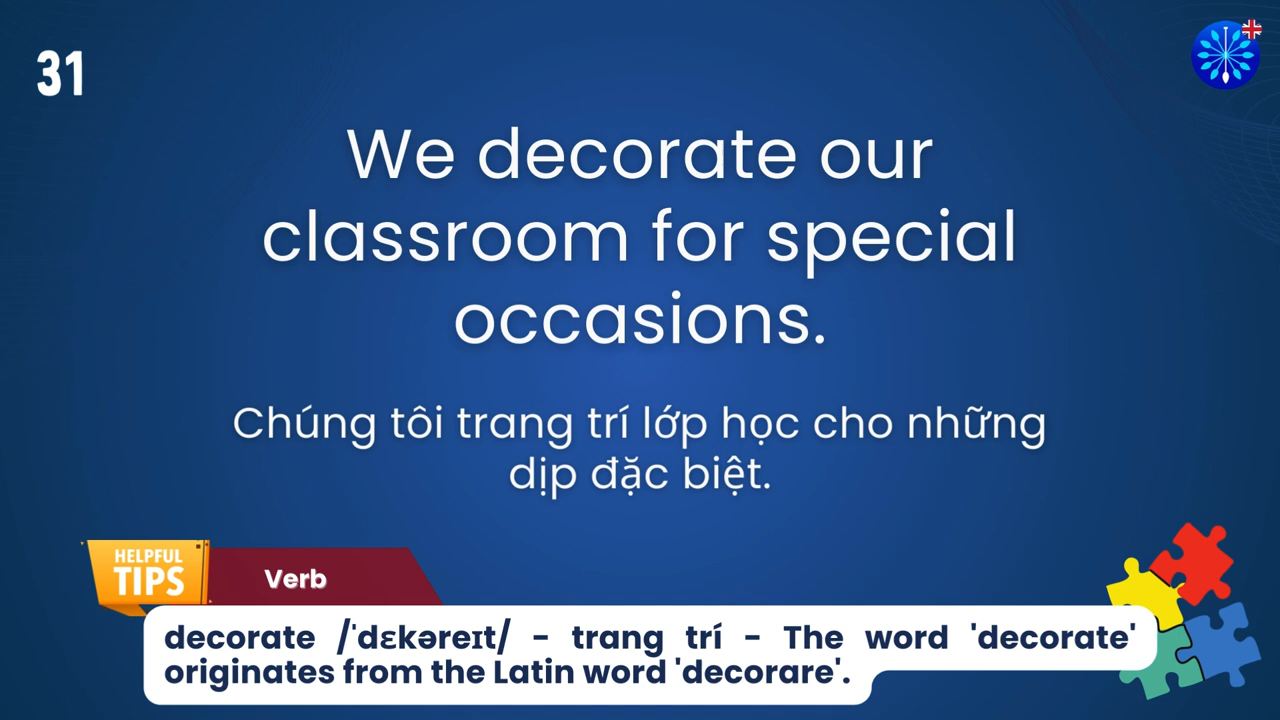 31
We decorate our
classroom for special
occasions.
Chúng tôi trang trí lớp học cho những
dịp đặc biệt.
HELPFUL
TIPS
Verb
decorate /ˈdɛkəreɪt/ - trang trí - The word 'decorate'
originates from the Latin word 'decorare'.